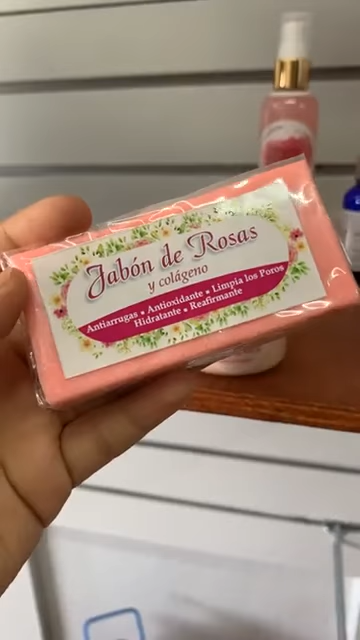 Jabón de Rosas
y colágeno
Antiarrugas • Antioxidante • Limpia los Poros
Hidratante • Reafirmante